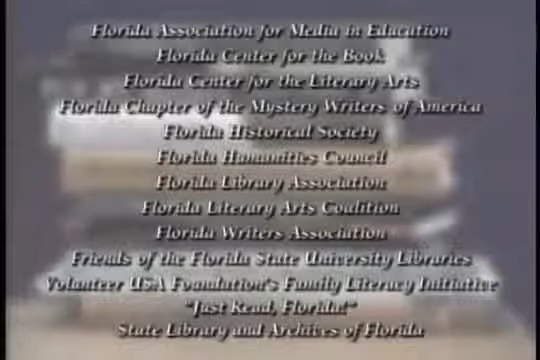 Florida Association for Media in Education
Florida Center for the Book
Florida Center for the Literary Arts
Florida Chapter of the Mystery Writers of America
Florida Historical Society
Florida Humanities Council
Florida Library Association
Florida Literary Arts Coalition
Florida Writers Association
Friends of the Florida State University Libraries
Volunteer USA Foundation's Family Literacy Initiative
"Just Read, Florida!"
State Library and Archives of Florida